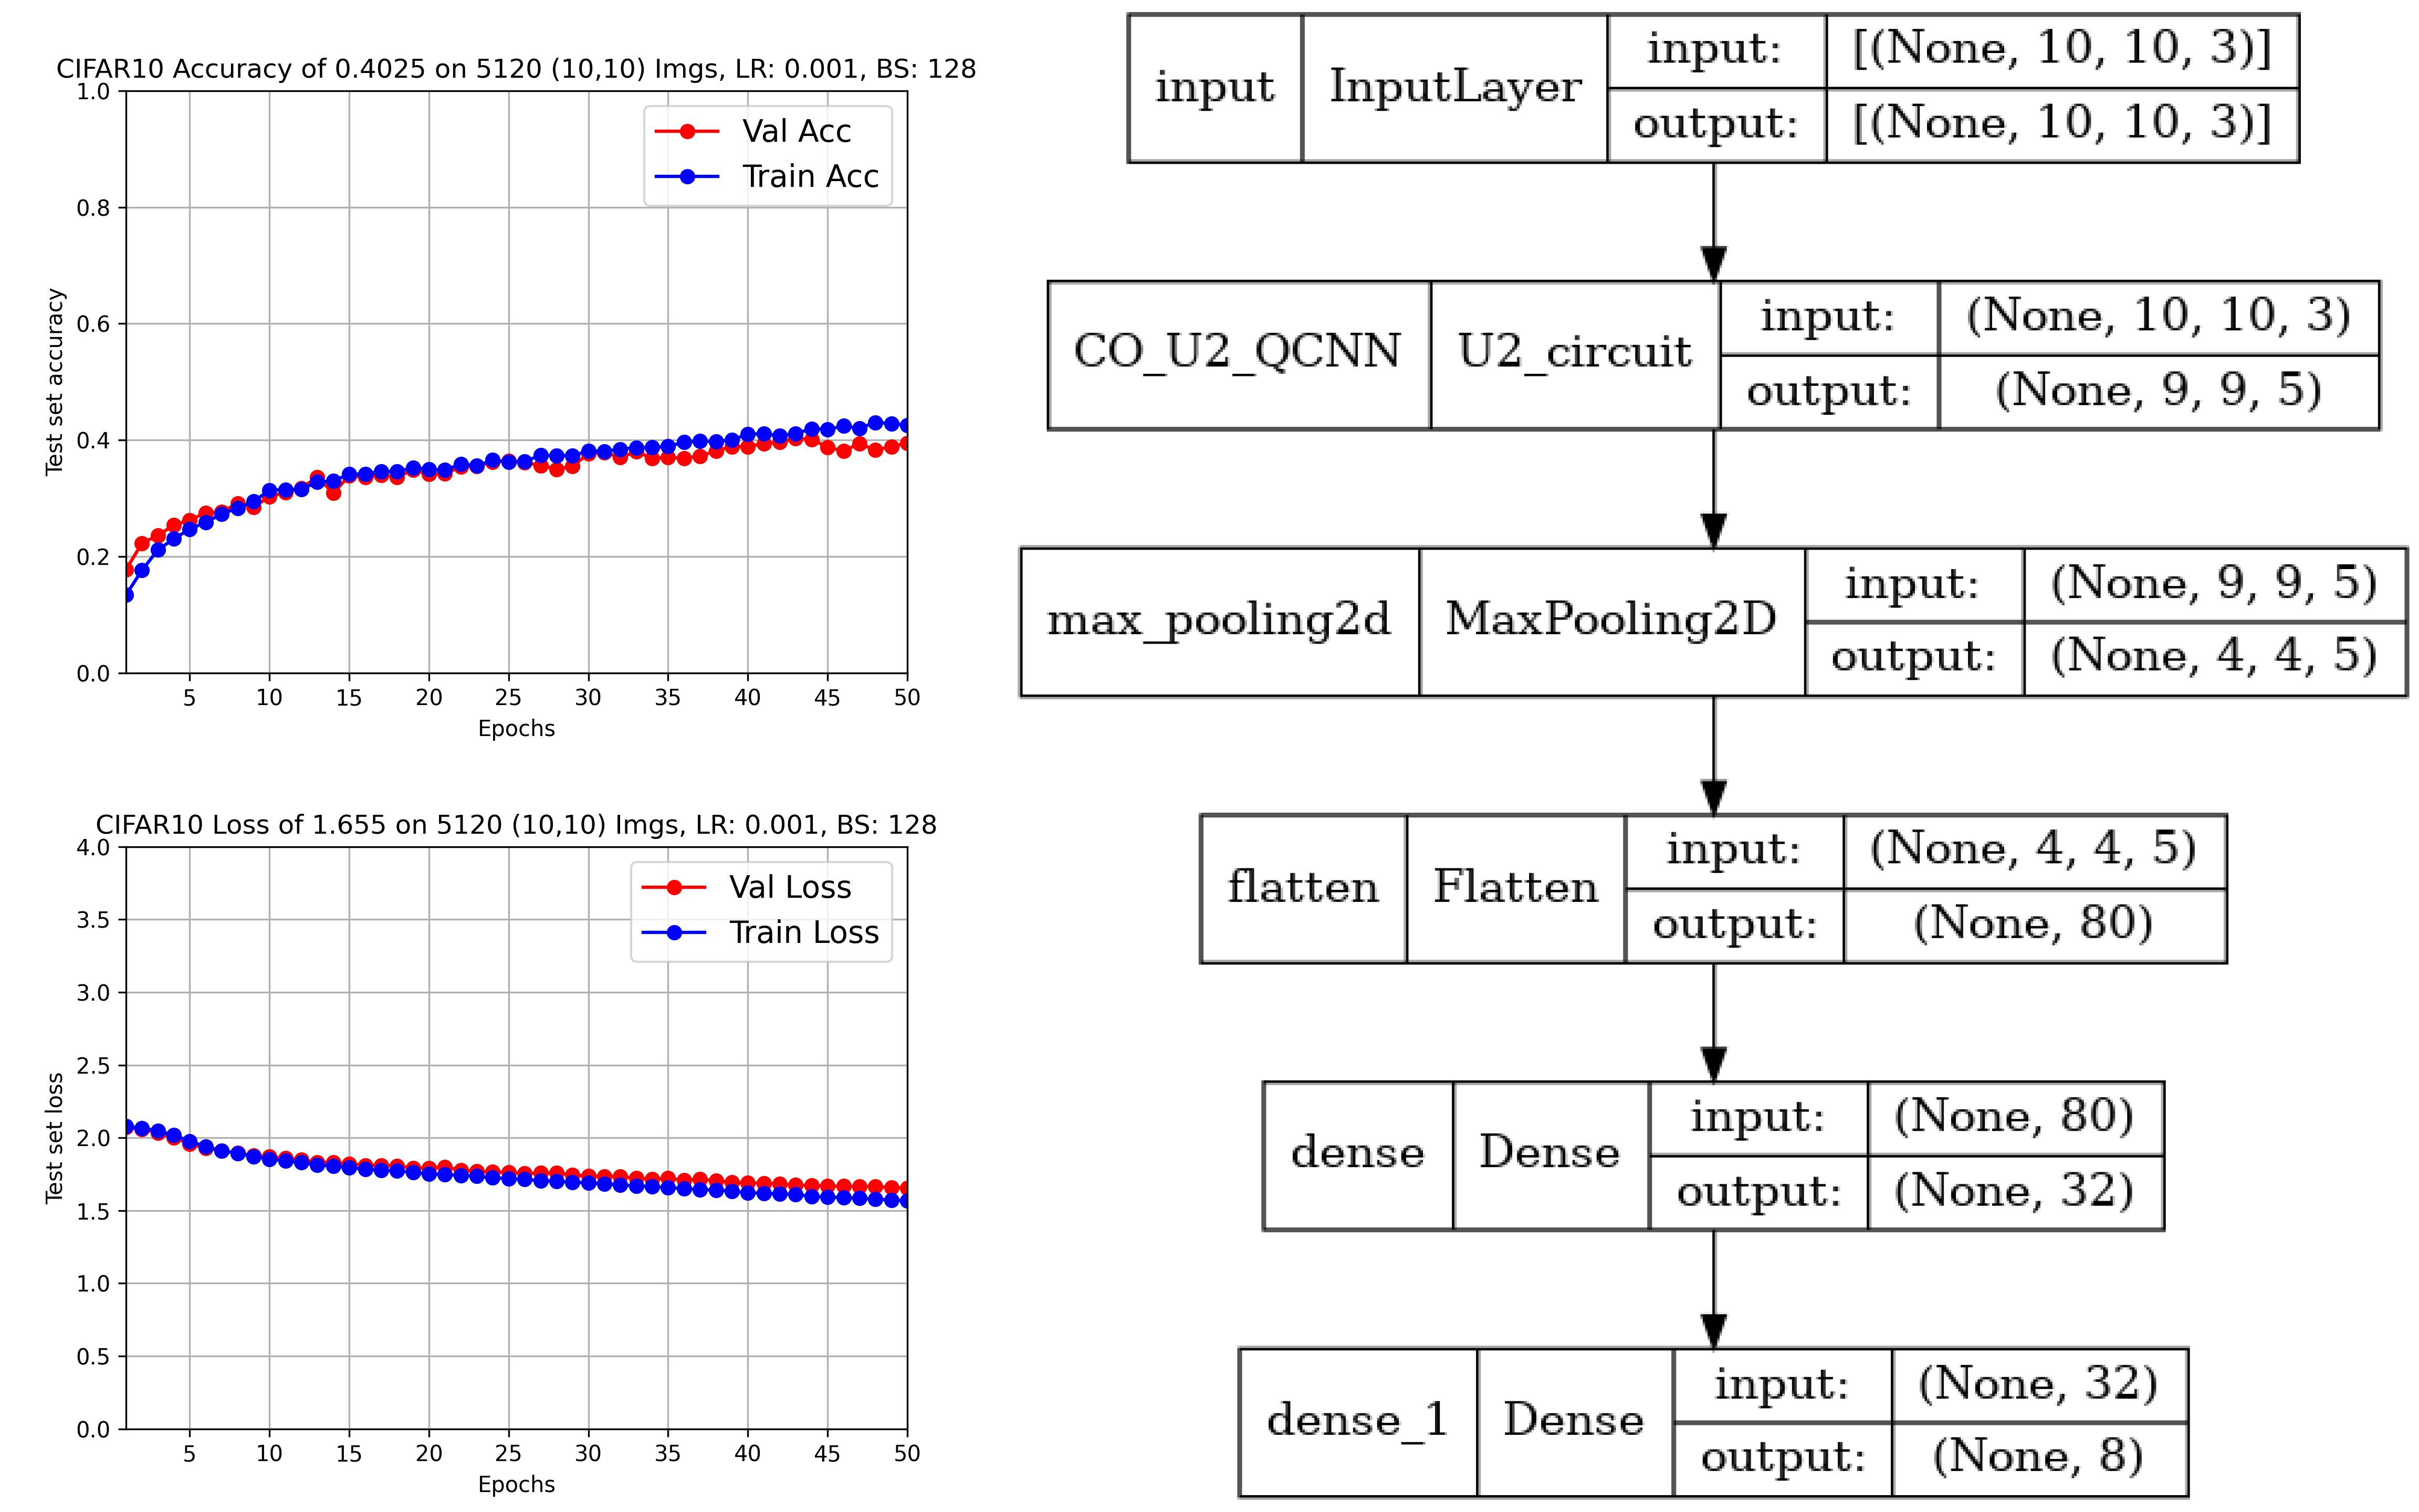 CIFAR10 Accuracy of 0.4025 on 5120 (10,10) Imgs, LR: 0.001, BS: 128
1.0
0.8
0.6
0.4
0.2
0.0
Test set accuracy
Val Acc
Train Acc
5 10 15 20 25 30 35 40 45 50
Epochs
CIFAR10 Loss of 1.655 on 5120 (10,10) Imgs, LR: 0.001, BS: 128
4.0
3.5
3.0
2.5
2.0
1.5
1.0
0.5
0.0
Test set loss
Val Loss
Train Loss
5 10 15 20 25 30 35 40 45 50
Epochs
input InputLayer
input: [(None, 10, 10, 3)]
output: [(None, 10, 10, 3)]
CO_U2_QCNN U2_circuit
input: (None, 10, 10, 3)
output: (None, 9, 9, 5)
max_pooling2d MaxPooling2D
input: (None, 9, 9, 5)
output: (None, 4, 4, 5)
flatten Flatten
input: (None, 4, 4, 5)
output: (None, 80)
dense Dense
input: (None, 80)
output: (None, 32)
dense_1 Dense
input: (None, 32)
output: (None, 8)